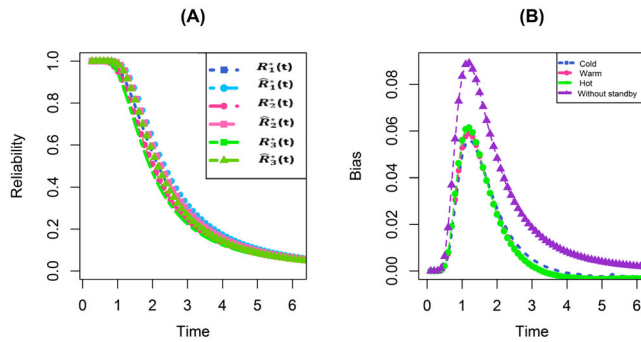 (A)
(B)
Reliability
1.0
0.8
0.6
0.4
0.2
0.0
0 1 2 3 4 5 6
Time
R₁*(t)
R̂₁*(t)
R₂*(t)
R̂₂*(t)
R₃*(t)
R̂₃*(t)
Bias
0.08
0.06
0.04
0.02
0.00
0 1 2 3 4 5 6
Time
Cold
Warm
Hot
Without standby